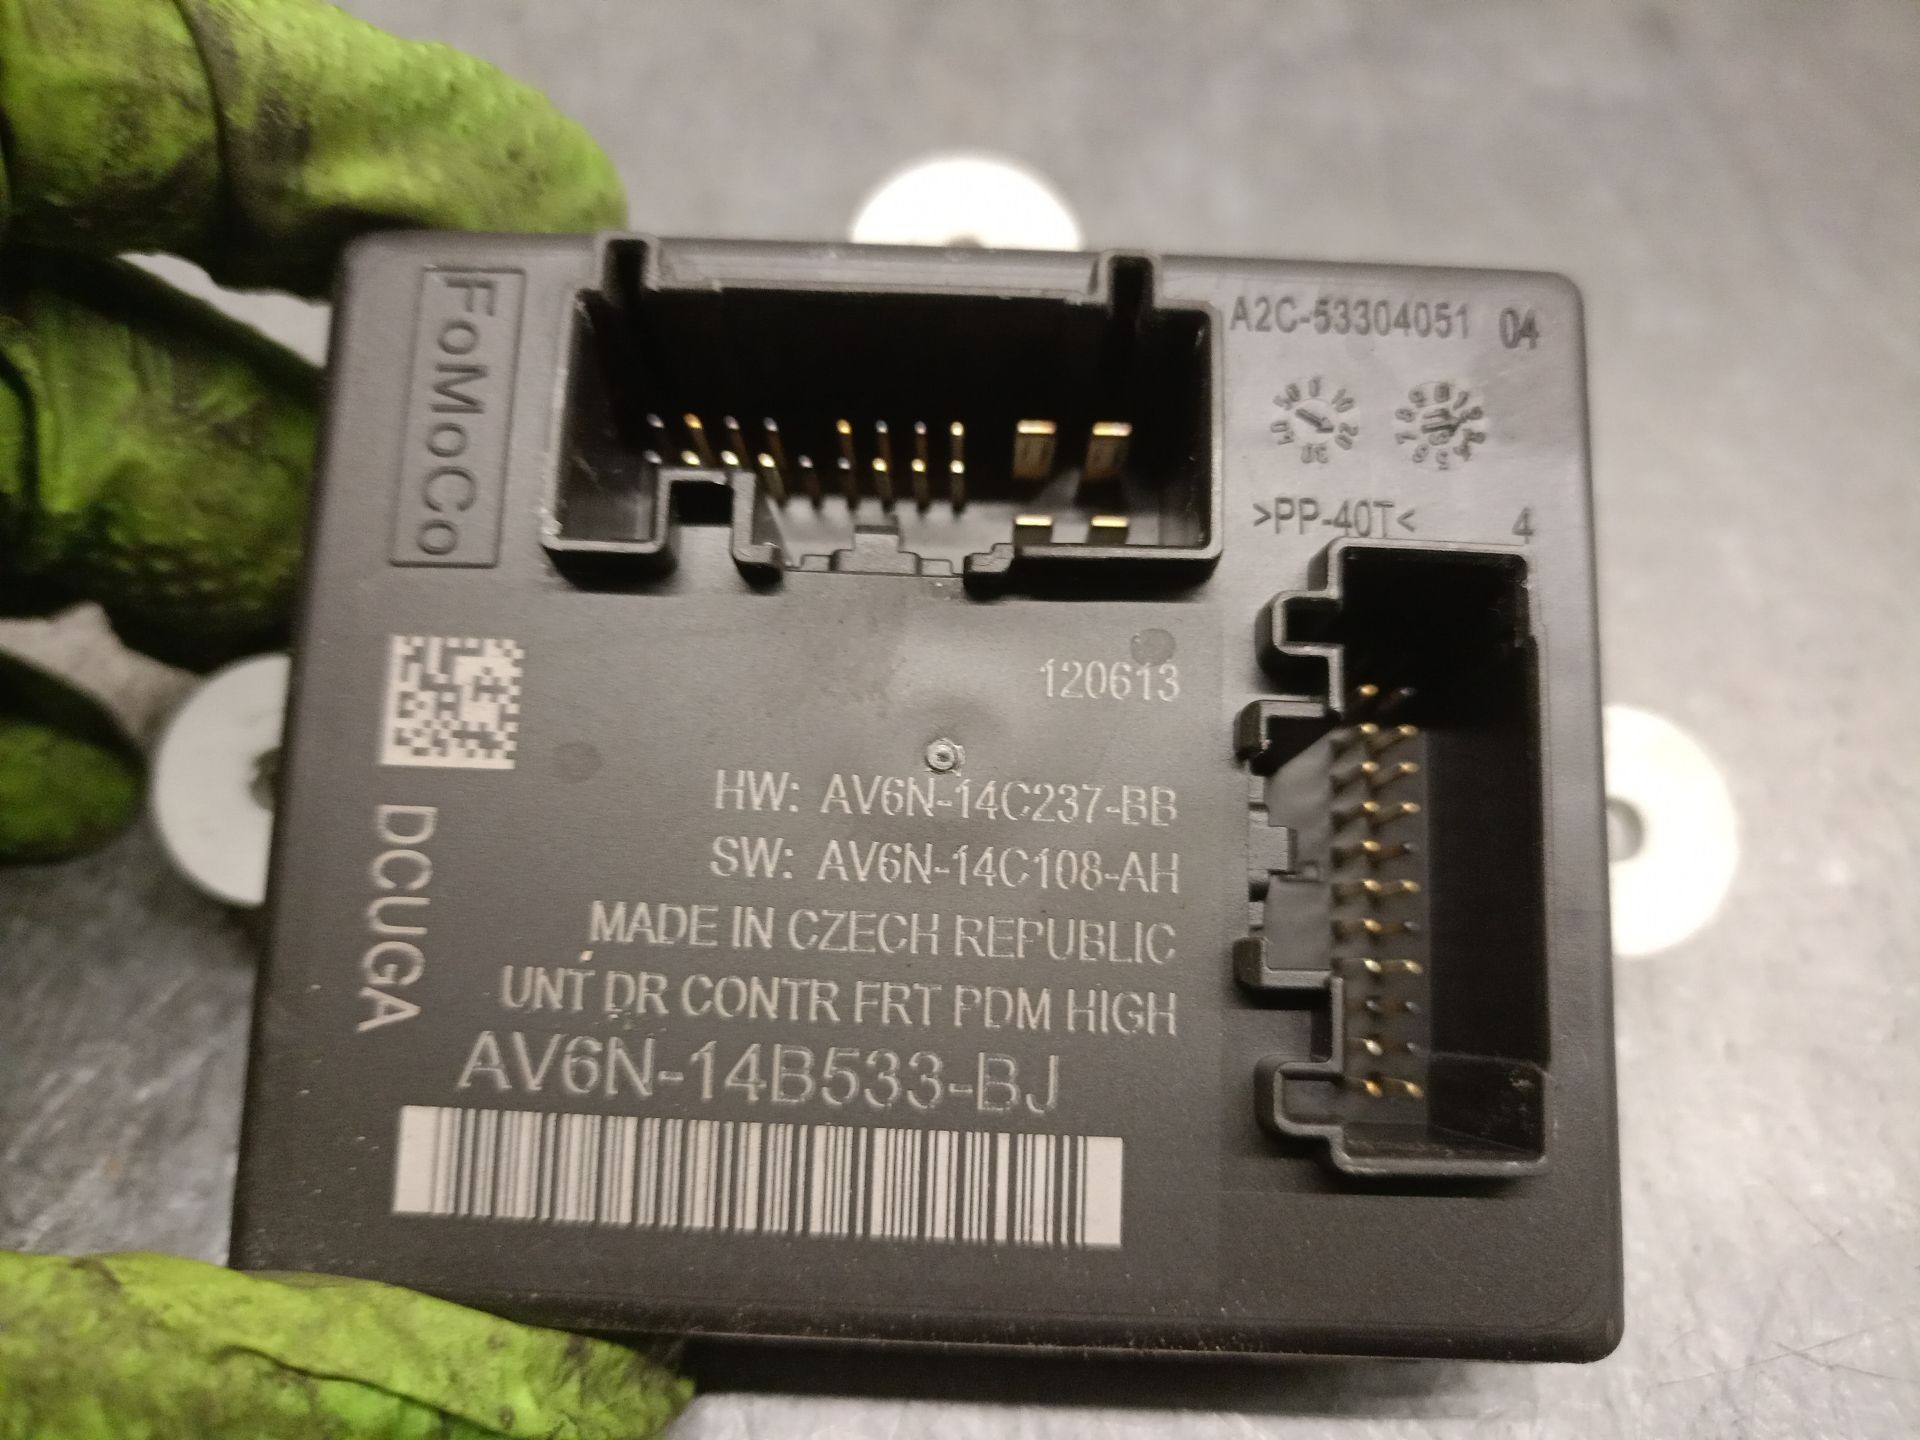 FoMoCo
A2C-53304051 04
>PP-40T<
4
120613
HW: AV6N-14C237-BB
SW: AV6N-14C108-AH
MADE IN CZECH REPUBLIC
UNT DR CONTR FRT PDM HIGH
AV6N-14B533-BJ
DCUGA